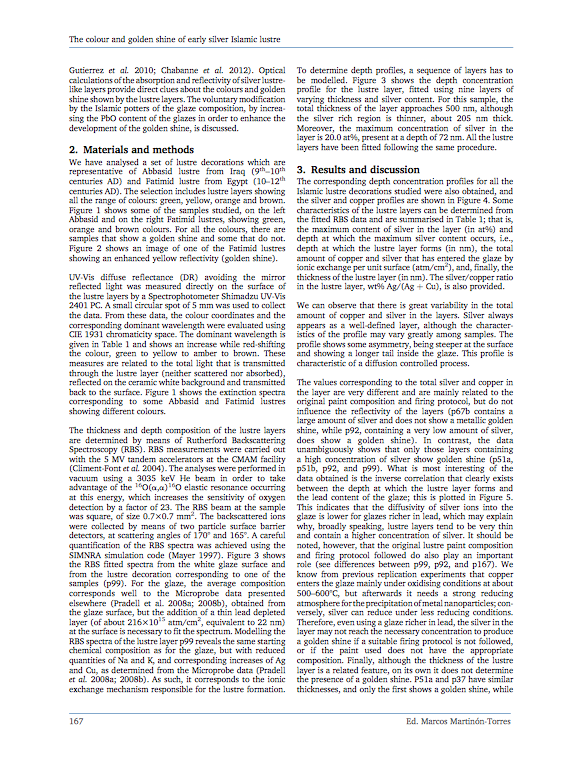 The colour and golden shine of early silver Islamic lustre
Gutierrez et al. 2010; Chabanne et al. 2012). Optical
calculations of the absorption and reflectivity of silver lustre-
like layers provide direct clues about the colours and golden
shine shown by the lustre layers. The voluntary modification
by the Islamic potters of the glaze composition, by increa-
sing the PbO content of the glazes in order to enhance the
development of the golden shine, is discussed.
2. Materials and methods
We have analysed a set of lustre decorations which are
representative of Abbasid lustre from Iraq (9th–10th
centuries AD) and Fatimid lustre from Egypt (10–12th
centuries AD). The selection includes lustre layers showing
all the range of colours: green, yellow, orange and brown.
Figure 1 shows some of the samples studied, on the left
Abbasid and on the right Fatimid lustres, showing green,
orange and brown colours. For all the colours, there are
samples that show a golden shine and some that do not.
Figure 2 shows an image of one of the Fatimid lustres
showing an enhanced yellow reflectivity (golden shine).
UV-Vis diffuse reflectance (DR) avoiding the mirror
reflected light was measured directly on the surface of
the lustre layers by a Spectrophotometer Shimadzu UV-Vis
2401 PC. A small circular spot of 5 mm was used to collect
the data. From these data, the colour coordinates and the
corresponding dominant wavelength were evaluated using
CIE 1931 chromaticity space. The dominant wavelength is
given in Table 1 and shows an increase while red-shifting
the colour, green to yellow to amber to brown. These
measures are related to the total light that is transmitted
through the lustre layer (neither scattered nor absorbed),
reflected on the ceramic white background and transmitted
back to the surface. Figure 1 shows the extinction spectra
corresponding to some Abbasid and Fatimid lustres
showing different colours.
The thickness and depth composition of the lustre layers
are determined by means of Rutherford Backscattering
Spectroscopy (RBS). RBS measurements were carried out
with the 5 MV tandem accelerators at the CMAM facility
(Climent-Font et al. 2004). The analyses were performed in
vacuum using a 3035 keV He beam in order to take
advantage of the 16O(α,α)16O elastic resonance occurring
at this energy, which increases the sensitivity of oxygen
detection by a factor of 23. The RBS beam at the sample
was square, of size 0.7×0.7 mm2. The backscattered ions
were collected by means of two particle surface barrier
detectors, at scattering angles of 170° and 165°. A careful
quantification of the RBS spectra was achieved using the
SIMNRA simulation code (Mayer 1997). Figure 3 shows
the RBS fitted spectra from the white glaze surface and
from the lustre decoration corresponding to one of the
samples (p99). For the glaze, the average composition
corresponds well to the Microprobe data presented
elsewhere (Pradell et al. 2008a; 2008b), obtained from
the glaze surface, but the addition of a thin lead depleted
layer (of about 216×1015 atm/cm2, equivalent to 22 nm)
at the surface is necessary to fit the spectrum. Modelling the
RBS spectra of the lustre layer p99 reveals the same starting
chemical composition as for the glaze, but with reduced
quantities of Na and K, and corresponding increases of Ag
and Cu, as determined from the Microprobe data (Pradell
et al. 2008a; 2008b). As such, it corresponds to the ionic
exchange mechanism responsible for the lustre formation.
To determine depth profiles, a sequence of layers has to
be modelled. Figure 3 shows the depth concentration
profile for the lustre layer, fitted using nine layers of
varying thickness and silver content. For this sample, the
total thickness of the layer approaches 500 nm, although
the silver rich region is thinner, about 205 nm thick.
Moreover, the maximum concentration of silver in the
layer is 20.0 at%, present at a depth of 72 nm. All the lustre
layers have been fitted following the same procedure.
3. Results and discussion
The corresponding depth concentration profiles for all the
Islamic lustre decorations studied were also obtained, and
the silver and copper profiles are shown in Figure 4. Some
characteristics of the lustre layers can be determined from
the fitted RBS data and are summarised in Table 1; that is,
the maximum content of silver in the layer (in at%) and
depth at which the maximum silver content occurs, i.e.,
depth at which the lustre layer forms (in nm), the total
amount of copper and silver that has entered the glaze by
ionic exchange per unit surface (atm/cm2), and, finally, the
thickness of the lustre layer (in nm). The silver/copper ratio
in the lustre layer, wt% Ag/(Ag + Cu), is also provided.
We can observe that there is great variability in the total
amount of copper and silver in the layers. Silver always
appears as a well-defined layer, although the character-
istics of the profile may vary greatly among samples. The
profile shows some asymmetry, being steeper at the surface
and showing a longer tail inside the glaze. This profile is
characteristic of a diffusion controlled process.
The values corresponding to the total silver and copper in
the layer are very different and are mainly related to the
original paint composition and firing protocol, but do not
influence the reflectivity of the layers (p67b contains a
large amount of silver and does not show a metallic golden
shine, while p92, containing a very low amount of silver,
does show a golden shine). In contrast, the data
unambiguously shows that only those layers containing
a high concentration of silver show golden shine (p51a,
p51b, p92, and p99). What is most interesting of the
data obtained is the inverse correlation that clearly exists
between the depth at which the lustre layer forms and
the lead content of the glaze; this is plotted in Figure 5.
This indicates that the diffusivity of silver ions into the
glaze is lower for glazes richer in lead, which may explain
why, broadly speaking, lustre layers tend to be very thin
and contain a higher concentration of silver. It should be
noted, however, that the original lustre paint composition
and firing protocol followed do also play an important
role (see differences between p99, p92, and p167). We
know from previous replication experiments that copper
enters the glaze mainly under oxidising conditions at about
500–600°C, but afterwards it needs a strong reducing
atmosphere for the precipitation of metal nanoparticles; con-
versely, silver can reduce under less reducing conditions.
Therefore, even using a glaze richer in lead, the silver in the
layer may not reach the necessary concentration to produce
a golden shine if a suitable firing protocol is not followed,
or if the paint used does not have the appropriate
composition. Finally, although the thickness of the lustre
layer is a related feature, on its own it does not determine
the presence of a golden shine. P51a and p37 have similar
thicknesses, and only the first shows a golden shine, while
167
Ed. Marcos Martinón-Torres